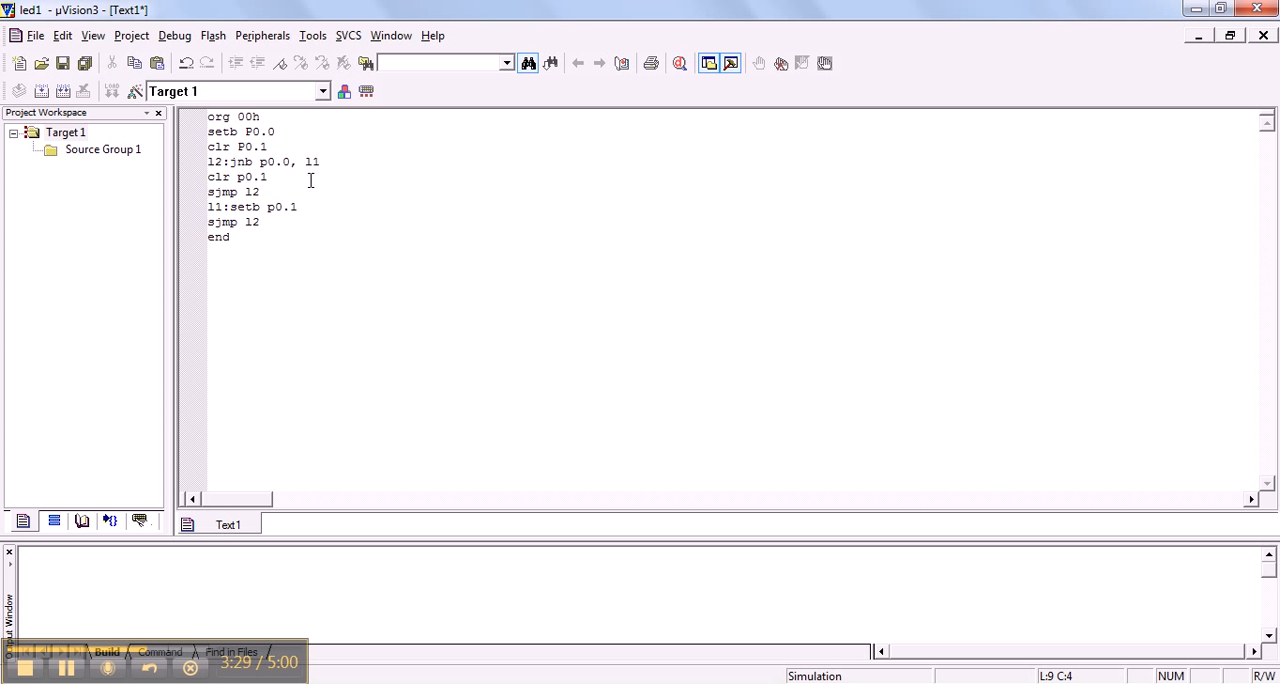 led1 - µVision3 - [Text1*]
File Edit View Project Debug Flash Peripherals Tools SVCS Window Help
LOAD Target 1
Project Workspace
Target 1
Source Group 1
org 00h
setb P0.0
clr P0.1
l2:jnb p0.0, l1
clr p0.1
sjmp l2
l1:setb p0.1
sjmp l2
end
Text1
Output Window
Build Command Find in Files
3:29 / 5:00
Simulation L:9 C:4 NUM R/W